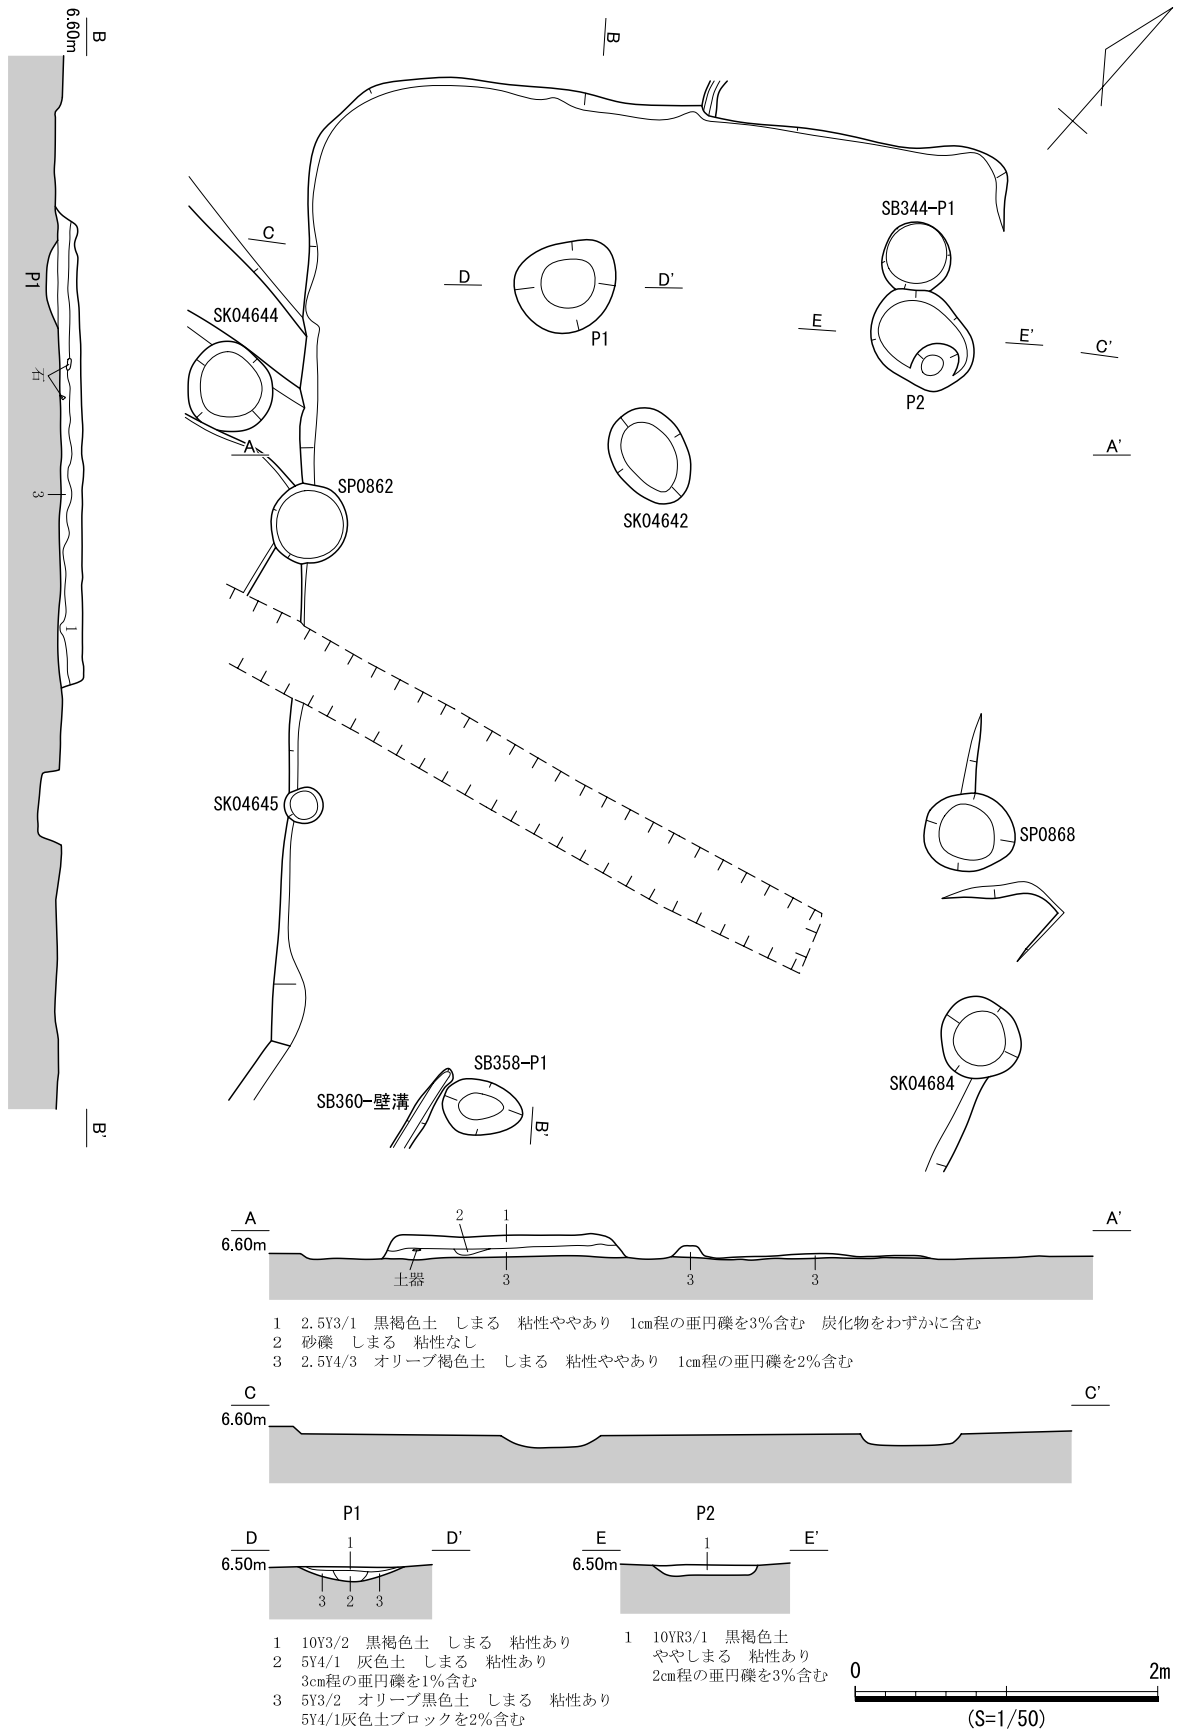 B
6.60m
B
SB344-P1
C
D
D'
P1
E
E'
C'
P1
SK04644
P2
石
A
A'
SP0862
SK04642
3
1
SK04645
SP0868
SB358-P1
SK04684
SB360-壁溝
B'
B'
A
2
1
A'
6.60m
土器
3
3
3
1 2.5Y3/1 黒褐色土 しまる 粘性ややあり 1cm程の亜円礫を3%含む 炭化物をわずかに含む
2 砂礫 しまる 粘性なし
3 2.5Y4/3 オリーブ褐色土 しまる 粘性ややあり 1cm程の亜円礫を2%含む
C
C'
6.60m
P1
D
1
D'
6.50m
3 2 3
1 10Y3/2 黒褐色土 しまる 粘性あり
2 5Y4/1 灰色土 しまる 粘性あり
3cm程の亜円礫を1%含む
3 5Y3/2 オリーブ黒色土 しまる 粘性あり
5Y4/1灰色土ブロックを2%含む
P2
E
1
E'
6.50m
1 10YR3/1 黒褐色土
ややしまる 粘性あり
2cm程の亜円礫を3%含む
0
2m
(S=1/50)